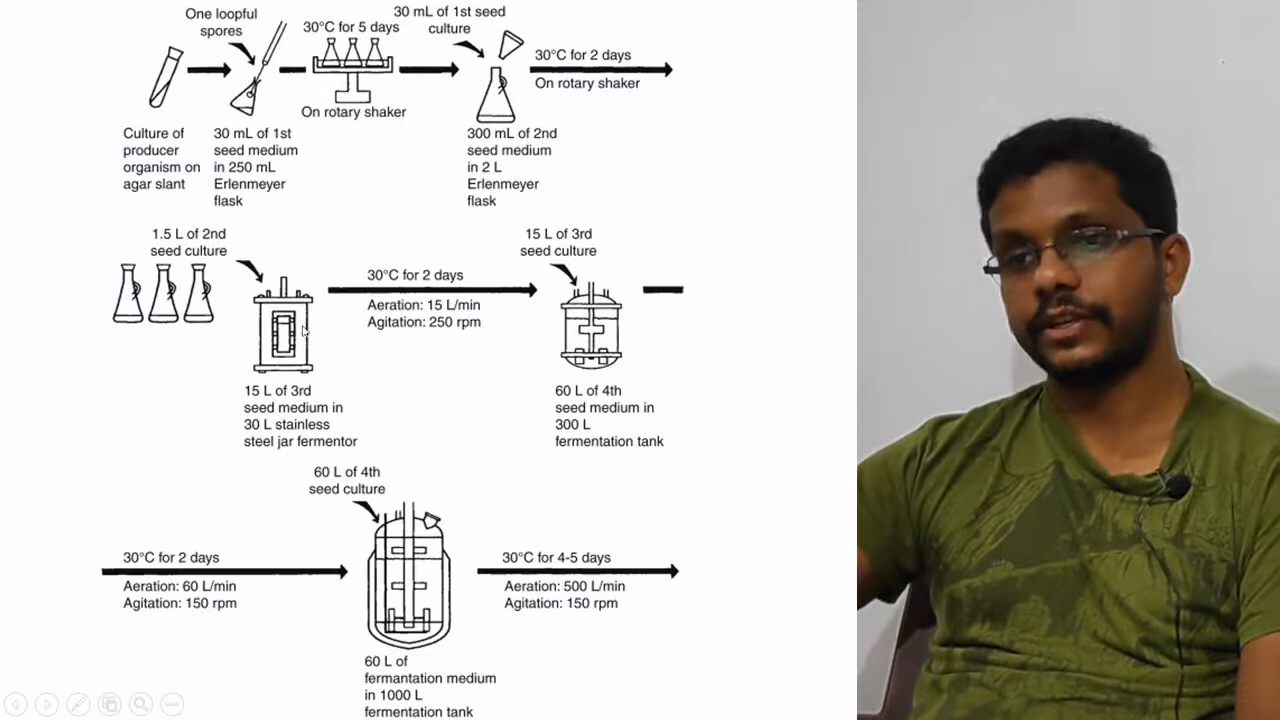 One loopful
spores
30°C for 5 days
30 mL of 1st seed
culture
30°C for 2 days
On rotary shaker
On rotary shaker
Culture of
producer
organism on
agar slant
30 mL of 1st
seed medium
in 250 mL
Erlenmeyer
flask
300 mL of 2nd
seed medium
in 2 L
Erlenmeyer
flask
1.5 L of 2nd
seed culture
30°C for 2 days
Aeration: 15 L/min
Agitation: 250 rpm
15 L of 3rd
seed culture
15 L of 3rd
seed medium in
30 L stainless
steel jar fermentor
60 L of 4th
seed medium in
300 L
fermentation tank
60 L of 4th
seed culture
30°C for 2 days
Aeration: 60 L/min
Agitation: 150 rpm
30°C for 4-5 days
Aeration: 500 L/min
Agitation: 150 rpm
60 L of
fermantation medium
in 1000 L
fermentation tank